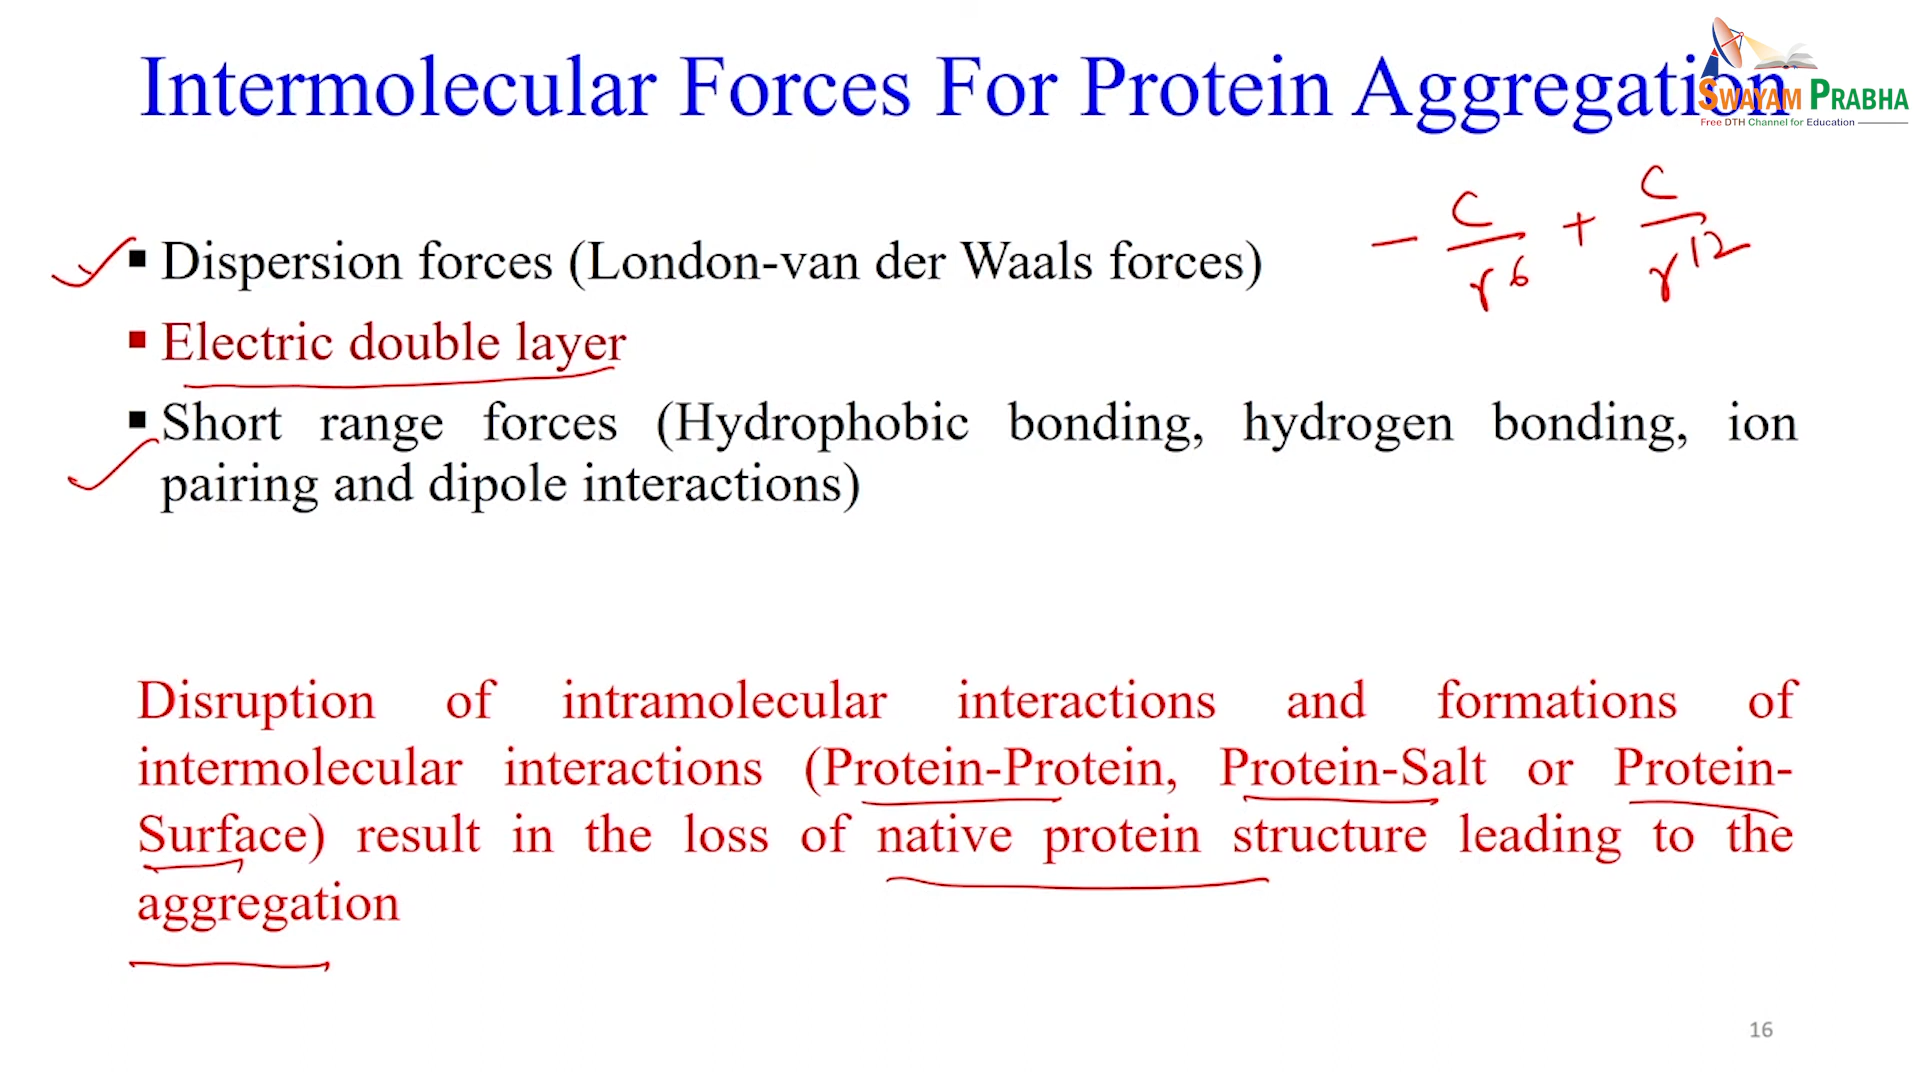 Intermolecular Forces For Protein Aggregation
SWAYAM PRABHA
Free DTH Channel for Education
- C/r^6 + C/r^12
▪ Dispersion forces (London-van der Waals forces)
▪ Electric double layer
▪ Short range forces (Hydrophobic bonding, hydrogen bonding, ion
pairing and dipole interactions)
Disruption of intramolecular interactions and formations of
intermolecular interactions (Protein-Protein, Protein-Salt or Protein-
Surface) result in the loss of native protein structure leading to the
aggregation
16